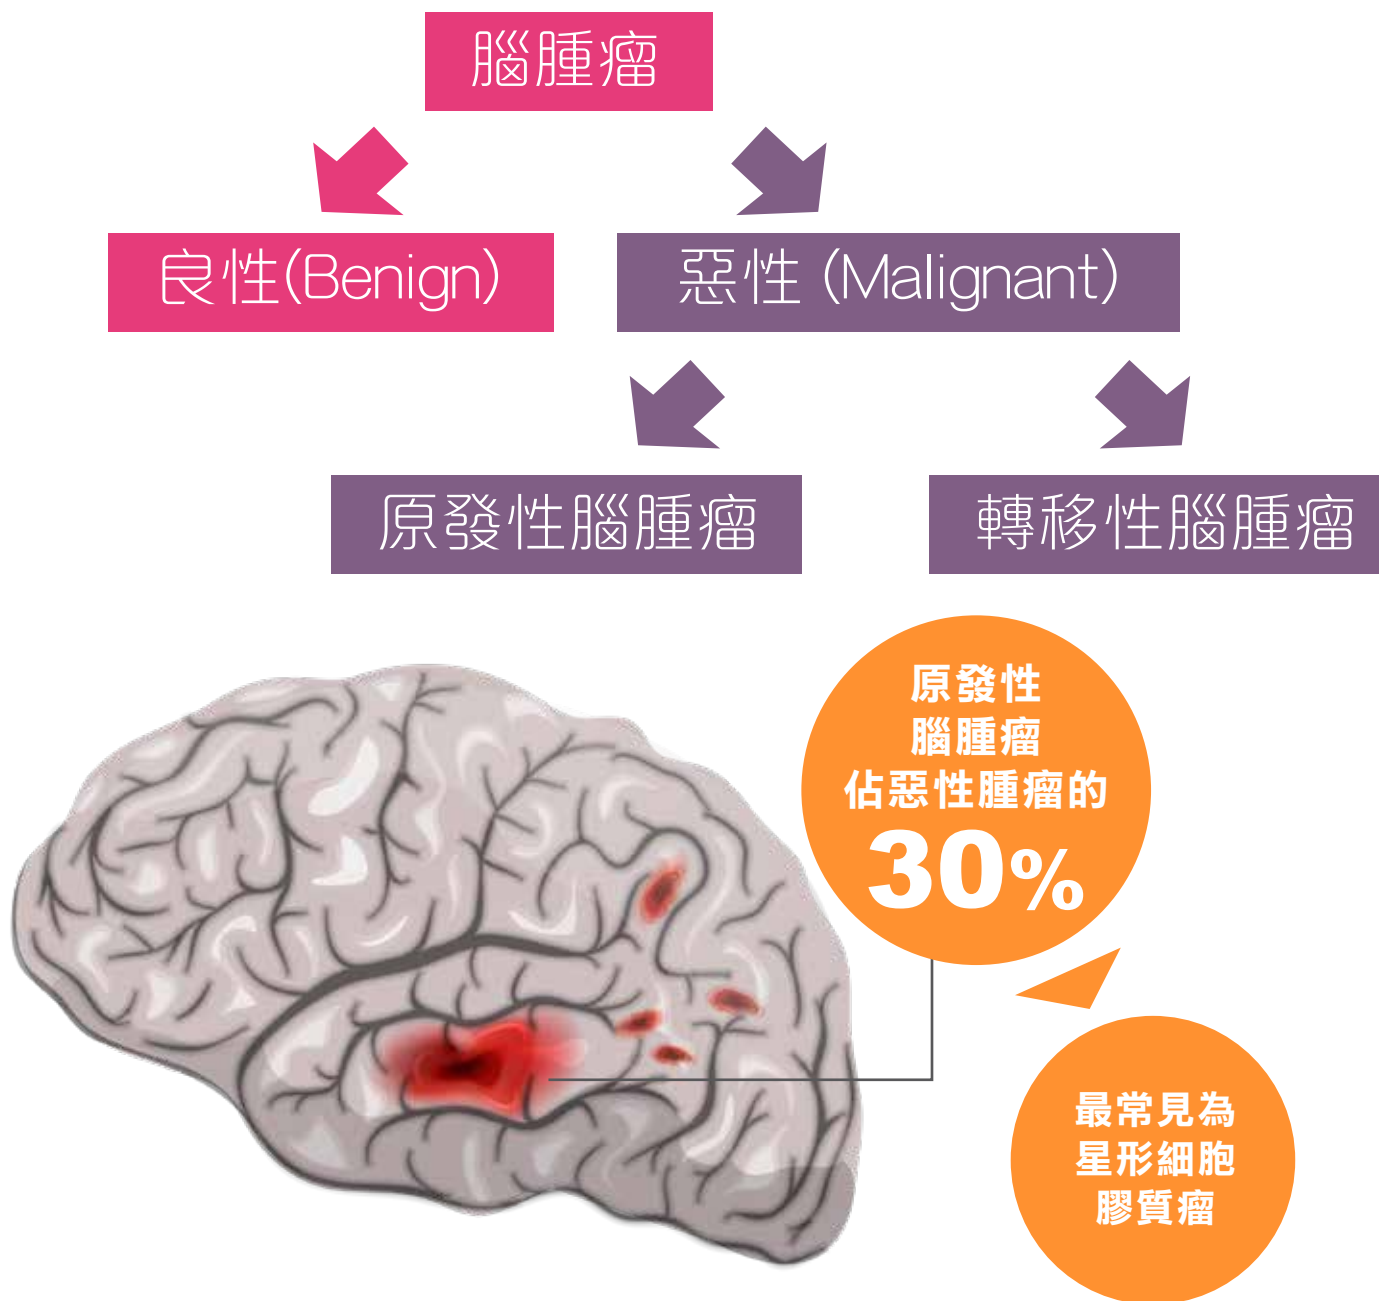 腦腫瘤
良性(Benign)
惡性 (Malignant)
原發性腦腫瘤
轉移性腦腫瘤
原發性
腦腫瘤
佔惡性腫瘤的
30%
最常見為
星形細胞
膠質瘤